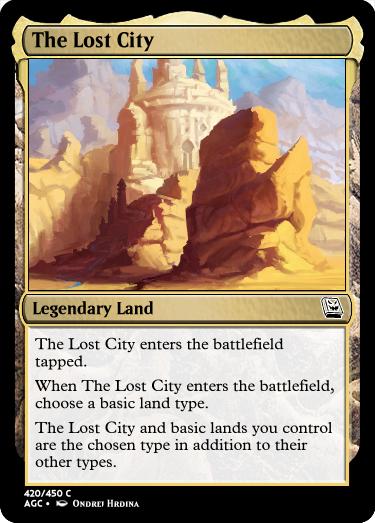 The Lost City
Legendary Land
The Lost City enters the battlefield
tapped.
When The Lost City enters the battlefield,
choose a basic land type.
The Lost City and basic lands you control
are the chosen type in addition to their
other types.
420/450 C
AGC • Ondrej Hrdina